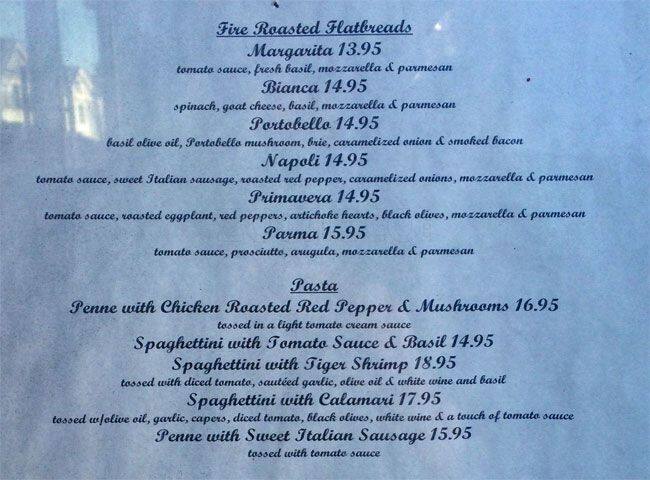 Fire Roasted Flatbreads
Margarita 13.95
tomato sauce, fresh basil, mozzarella & parmesan
Bianca 14.95
spinach, goat cheese, basil, mozzarella & parmesan
Portobello 14.95
basil olive oil, Portobello mushroom, brie, caramelized onion & smoked bacon
Napoli 14.95
tomato sauce, sweet Italian sausage, roasted red pepper, caramelized onions, mozzarella & parmesan
Primavera 14.95
tomato sauce, roasted eggplant, red peppers, artichoke hearts, black olives, mozzarella & parmesan
Parma 15.95
tomato sauce, prosciutto, arugula, mozzarella & parmesan
Pasta
Penne with Chicken Roasted Red Pepper & Mushrooms 16.95
tossed in a light tomato cream sauce
Spaghettini with Tomato Sauce & Basil 14.95
Spaghettini with Tiger Shrimp 18.95
tossed with diced tomato, sautéed garlic, olive oil & white wine and basil
Spaghettini with Calamari 17.95
tossed w/olive oil, garlic, capers, diced tomato, black olives, white wine & a touch of tomato sauce
Penne with Sweet Italian Sausage 15.95
tossed with tomato sauce